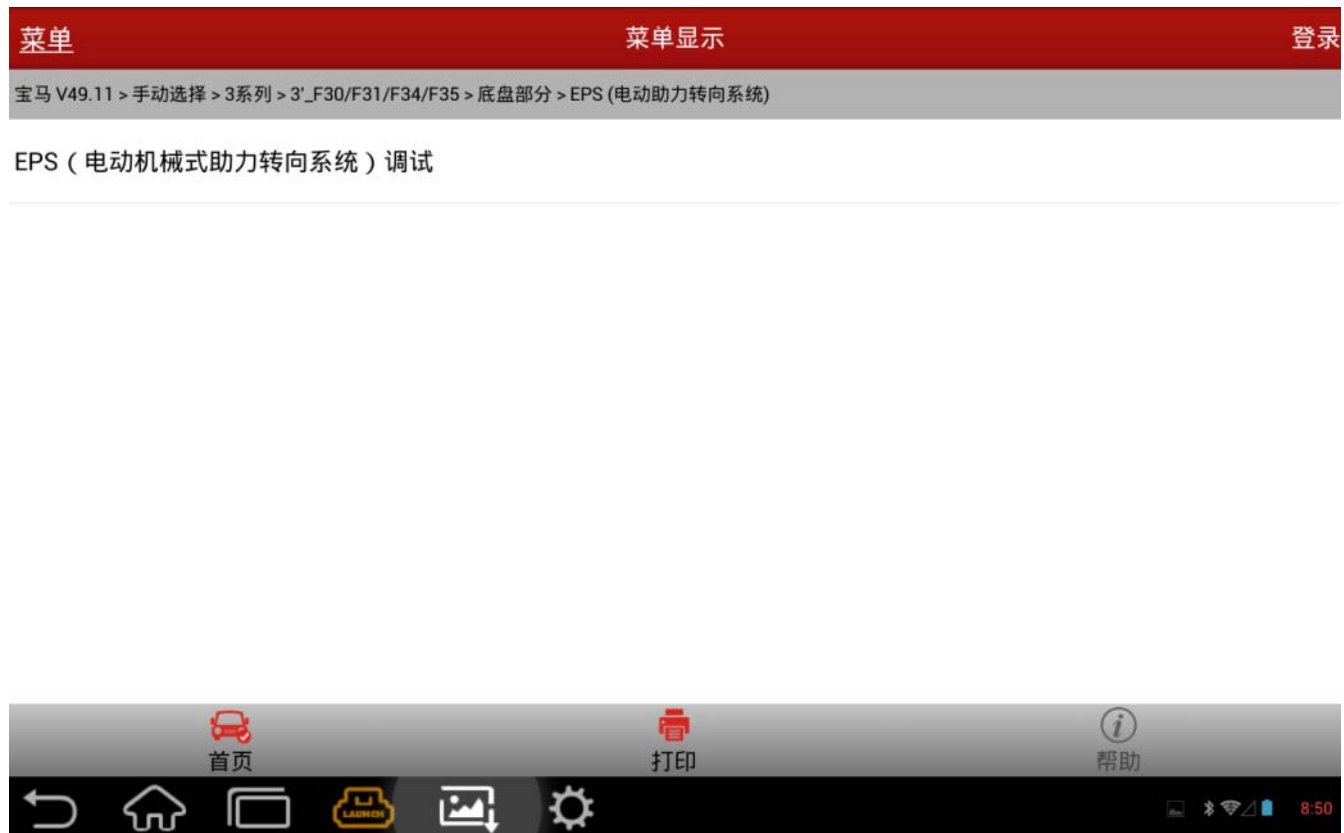 菜单 菜单显示 登录
宝马 V49.11 > 手动选择 > 3系列 > 3'_F30/F31/F34/F35 > 底盘部分 > EPS (电动助力转向系统)
EPS（电动机械式助力转向系统）调试
首页 打印 帮助
LAUNCH 8:50